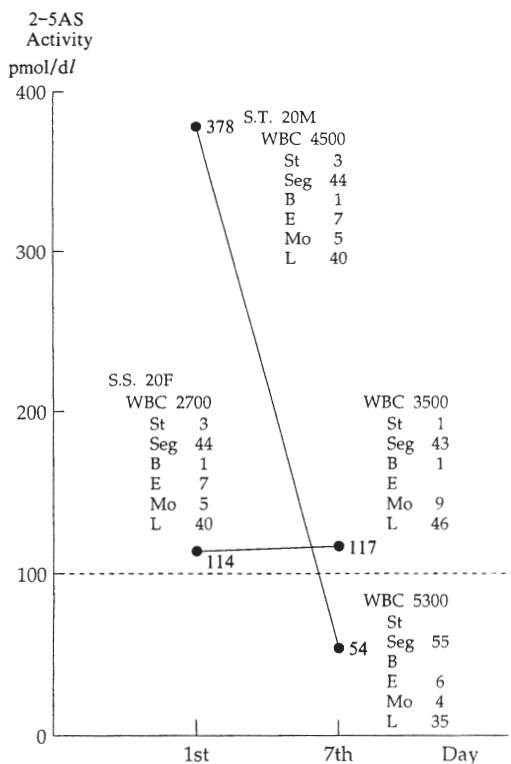 2-5AS
Activity
pmol/dl
400
378
S.T. 20M
WBC 4500
St 3
Seg 44
B 1
E 7
Mo 5
L 40
300
S.S. 20F
WBC 2700
St 3
Seg 44
B 1
E 7
Mo 5
L 40
114
200
WBC 3500
St 1
Seg 43
B 1
E
Mo 9
L 46
117
100
WBC 5300
St
Seg 55
B
E 6
Mo 4
L 35
54
0
1st 7th Day